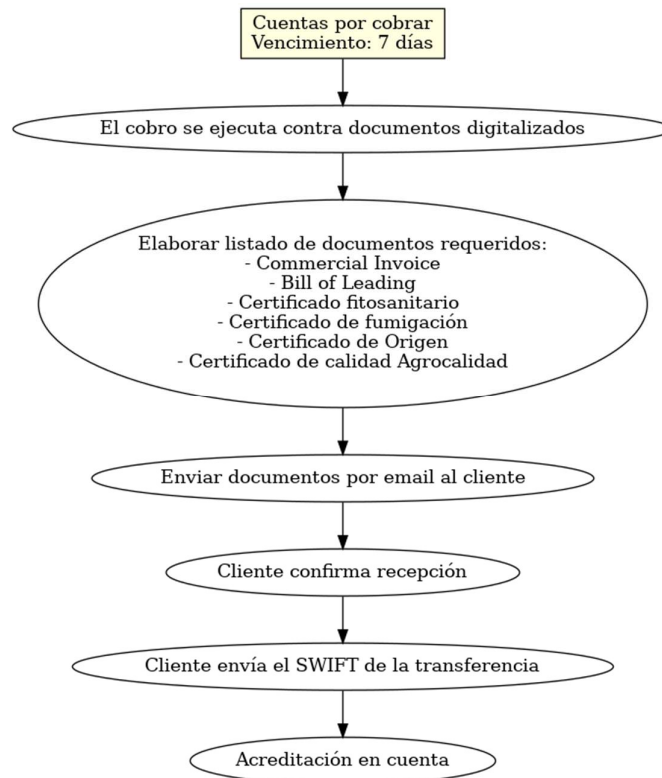 Cuentas por cobrar
Vencimiento: 7 días
El cobro se ejecuta contra documentos digitalizados
Elaborar listado de documentos requeridos:
- Commercial Invoice
- Bill of Leading
- Certificado fitosanitario
- Certificado de fumigación
- Certificado de Origen
- Certificado de calidad Agrocalidad
Enviar documentos por email al cliente
Cliente confirma recepción
Cliente envía el SWIFT de la transferencia
Acreditación en cuenta